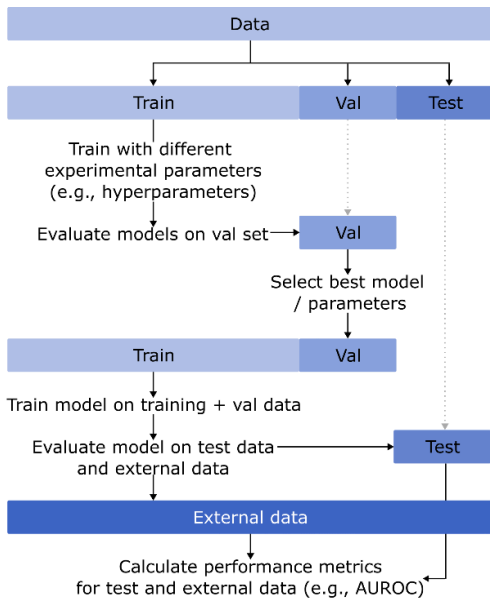 Data
Train
Val
Test
Train with different
experimental parameters
(e.g., hyperparameters)
Evaluate models on val set
Val
Select best model
/ parameters
Train
Val
Train model on training + val data
Evaluate model on test data
and external data
Test
External data
Calculate performance metrics
for test and external data (e.g., AUROC)